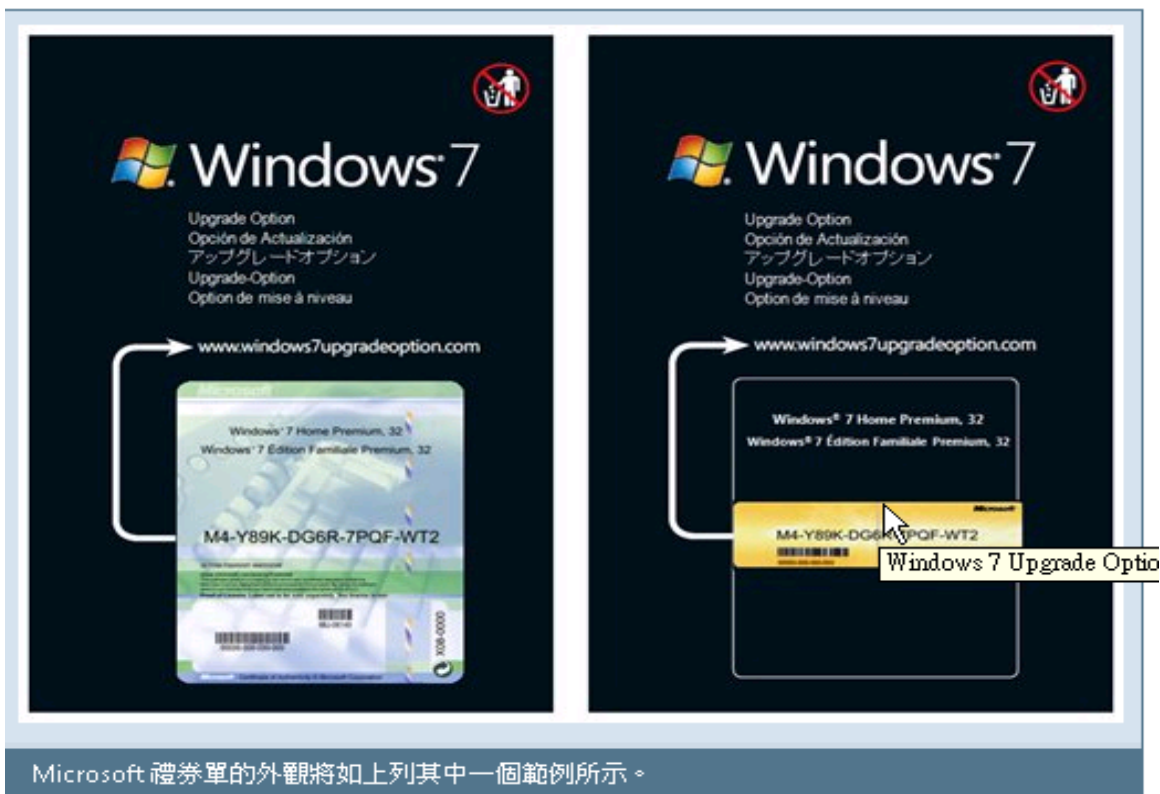 Windows 7
Upgrade Option
Opción de Actualización
アップグレードオプション
Upgrade-Option
Option de mise à niveau
www.windows7upgradeoption.com
Microsoft
Windows 7 Home Premium, 32
Windows 7 Édition Familiale Premium, 32
M4-Y89K-DG6R-7PQF-WT2
X08-0000
Windows 7
Upgrade Option
Opción de Actualización
アップグレードオプション
Upgrade-Option
Option de mise à niveau
www.windows7upgradeoption.com
Windows® 7 Home Premium, 32
Windows® 7 Édition Familiale Premium, 32
Microsoft
M4-Y89K-DG6 PQF-WT2
Windows 7 Upgrade Optio
Microsoft 禮券單的外觀將如上列其中一個範例所示。